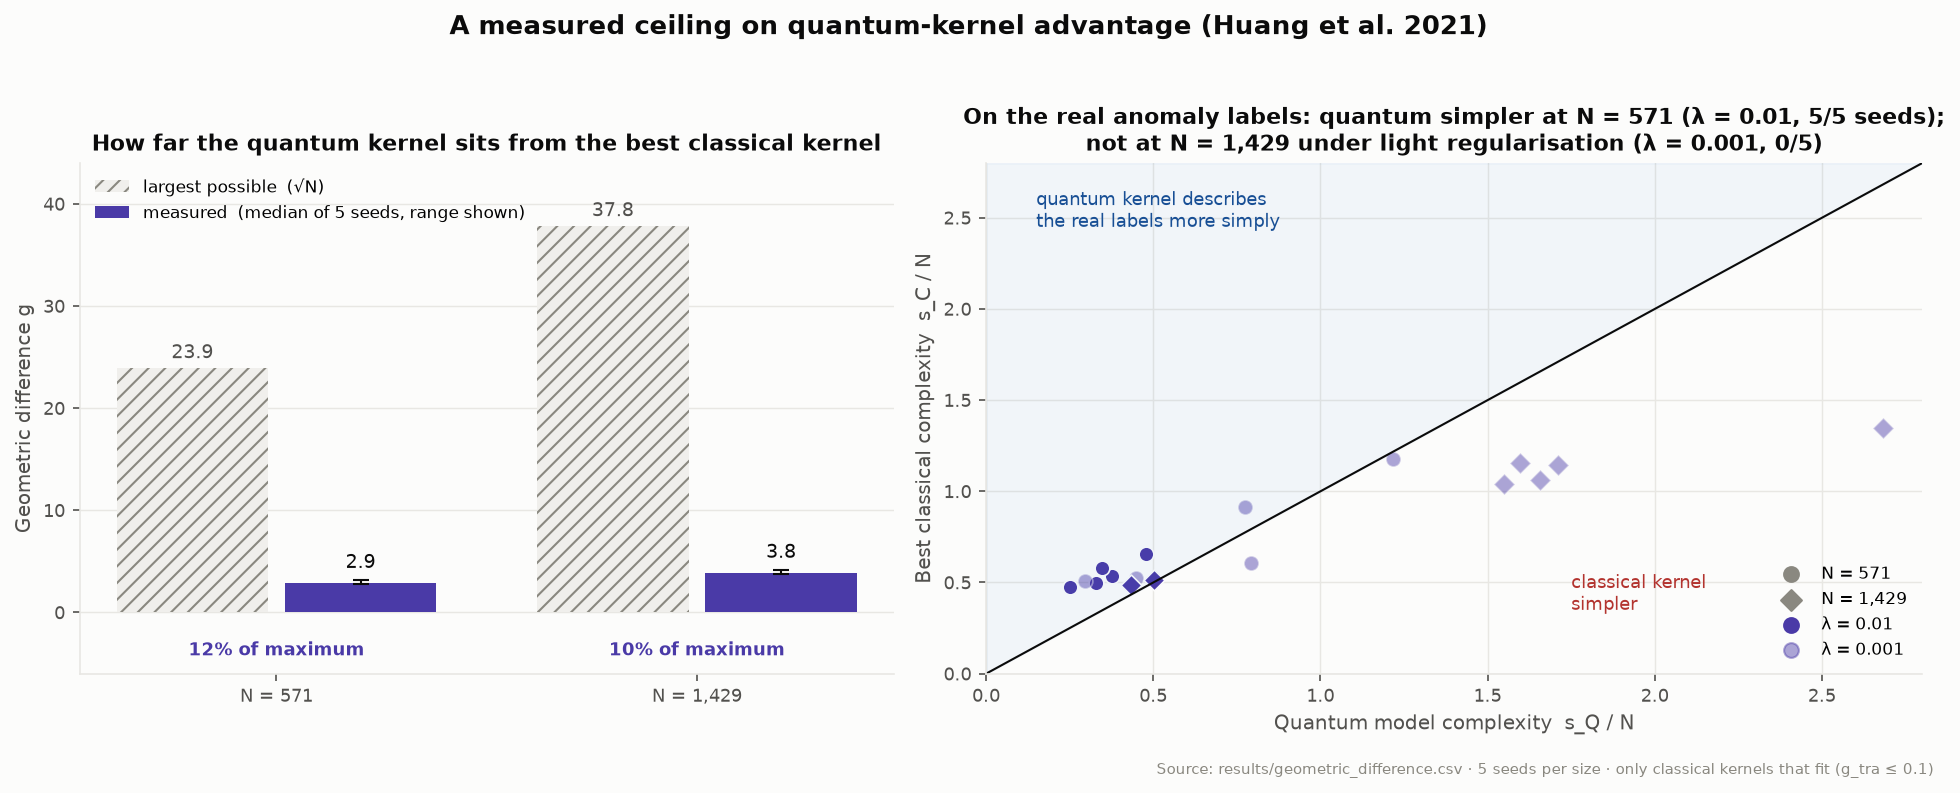 A measured ceiling on quantum-kernel advantage (Huang et al. 2021)
How far the quantum kernel sits from the best classical kernel
largest possible (√N)
measured (median of 5 seeds, range shown)
Geometric difference g
40
30
20
10
0
23.9
2.9
37.8
3.8
12% of maximum
10% of maximum
N = 571
N = 1,429
On the real anomaly labels: quantum simpler at N = 571 (λ = 0.01, 5/5 seeds);
not at N = 1,429 under light regularisation (λ = 0.001, 0/5)
quantum kernel describes
the real labels more simply
Best classical complexity s_C / N
2.5
2.0
1.5
1.0
0.5
0.0
classical kernel
simpler
N = 571
N = 1,429
λ = 0.01
λ = 0.001
0.0
0.5
1.0
1.5
2.0
2.5
Quantum model complexity s_Q / N
Source: results/geometric_difference.csv · 5 seeds per size · only classical kernels that fit (g_tra ≤ 0.1)